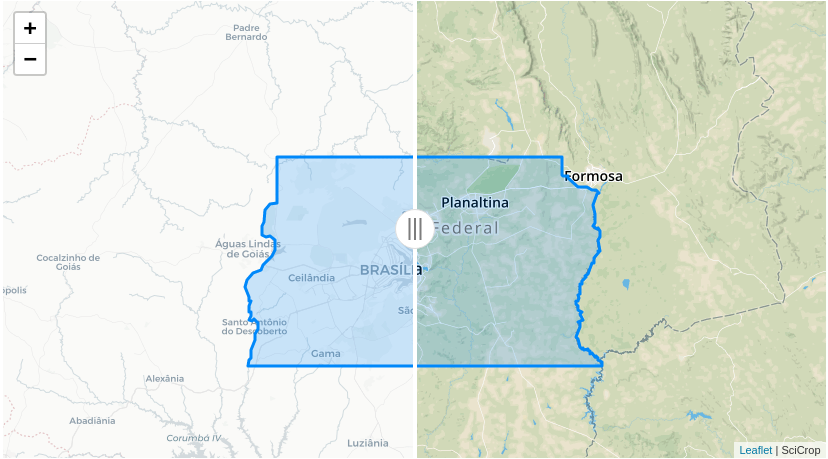 +
−
Padre
Bernardo
Formosa
Planaltina
Federal
Águas Lindas
de Goiás
Cocalzinho de
Goiás
opolis
BRASÍLIa
Ceilândia
São
Santo Antônio
do Descoberto
Gama
Alexânia
Abadiânia
Corumbá IV
Luziânia
Leaflet | SciCrop